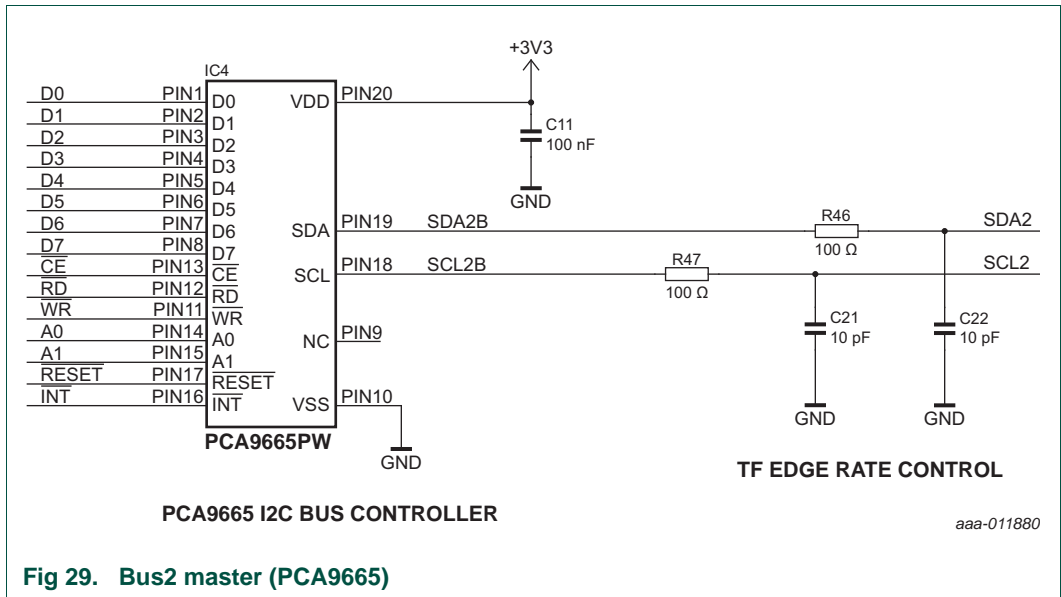 +3V3
IC4
D0 PIN1 D0 VDD PIN20
D1 PIN2 D1
D2 PIN3 D2
D3 PIN4 D3
D4 PIN5 D4
D5 PIN6 D5
D6 PIN7 D6
D7 PIN8 D7
C11
100 nF
GND
SDA PIN19 SDA2B R46 SDA2
100 Ω
CE PIN13 CE
SCL PIN18 SCL2B R47 SCL2
100 Ω
RD PIN12 RD
WR PIN11 WR
A0 PIN14 A0
NC PIN9
A1 PIN15 A1
RESET PIN17 RESET
INT PIN16 INT
VSS PIN10
GND
C21
10 pF
C22
10 pF
GND GND
PCA9665PW
TF EDGE RATE CONTROL
PCA9665 I2C BUS CONTROLLER
aaa-011880
Fig 29. Bus2 master (PCA9665)